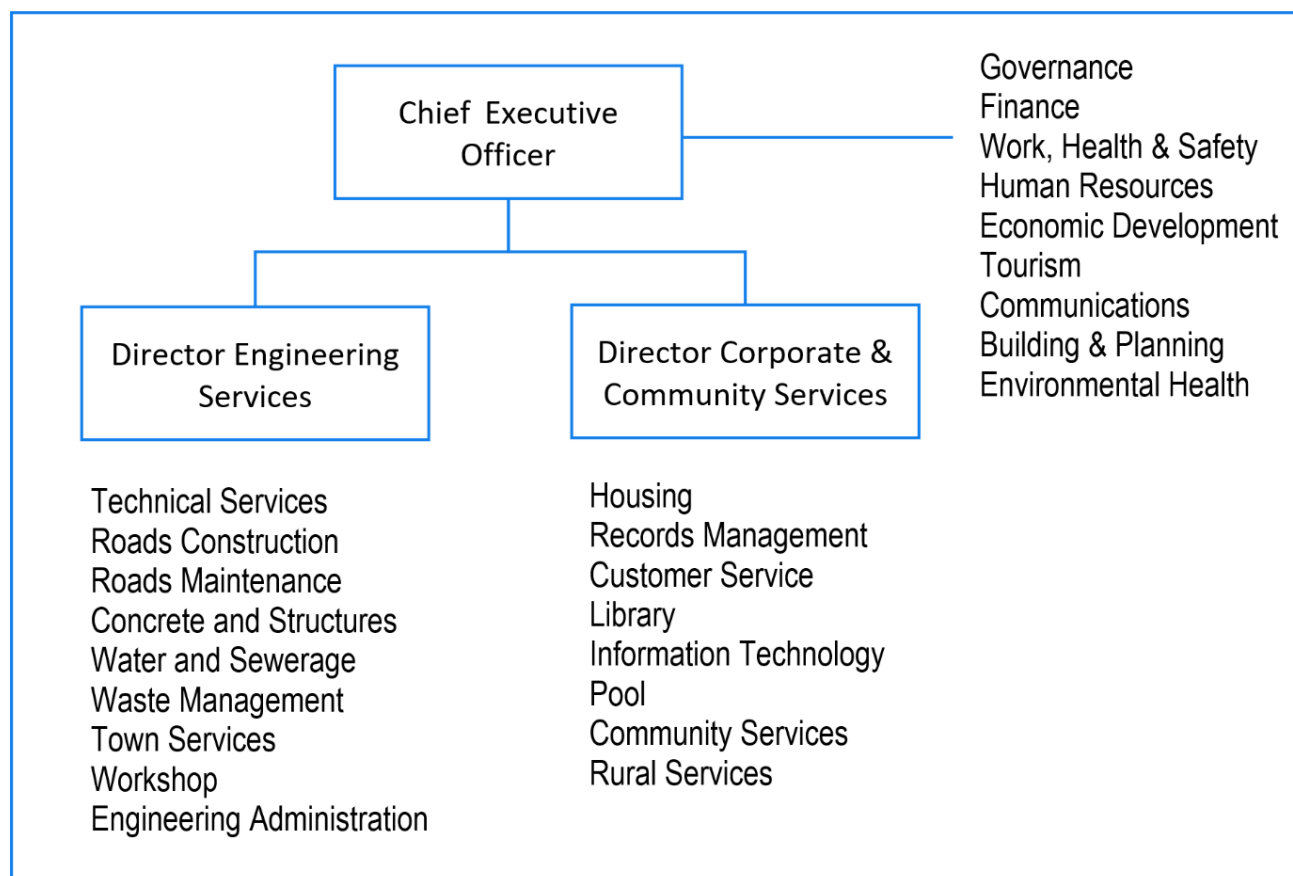 Chief Executive
Officer
Governance
Finance
Work, Health & Safety
Human Resources
Economic Development
Tourism
Communications
Building & Planning
Environmental Health
Director Engineering
Services
Director Corporate &
Community Services
Technical Services
Roads Construction
Roads Maintenance
Concrete and Structures
Water and Sewerage
Waste Management
Town Services
Workshop
Engineering Administration
Housing
Records Management
Customer Service
Library
Information Technology
Pool
Community Services
Rural Services